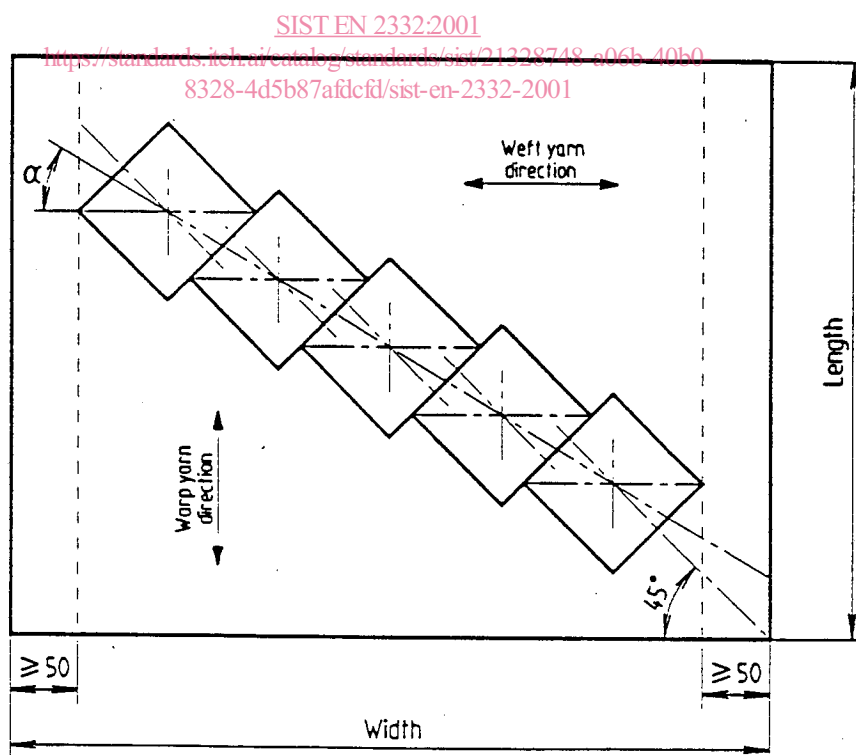 SIST EN 2332:2001
https://standards.iteh.ai/catalog/standards/sist/21328748-a06b-40b0-
8328-4d5b87afdcfd/sist-en-2332-2001
Weft yarn
direction
α
Length
Warp yarn
direction
45°
≥ 50
≥ 50
Width